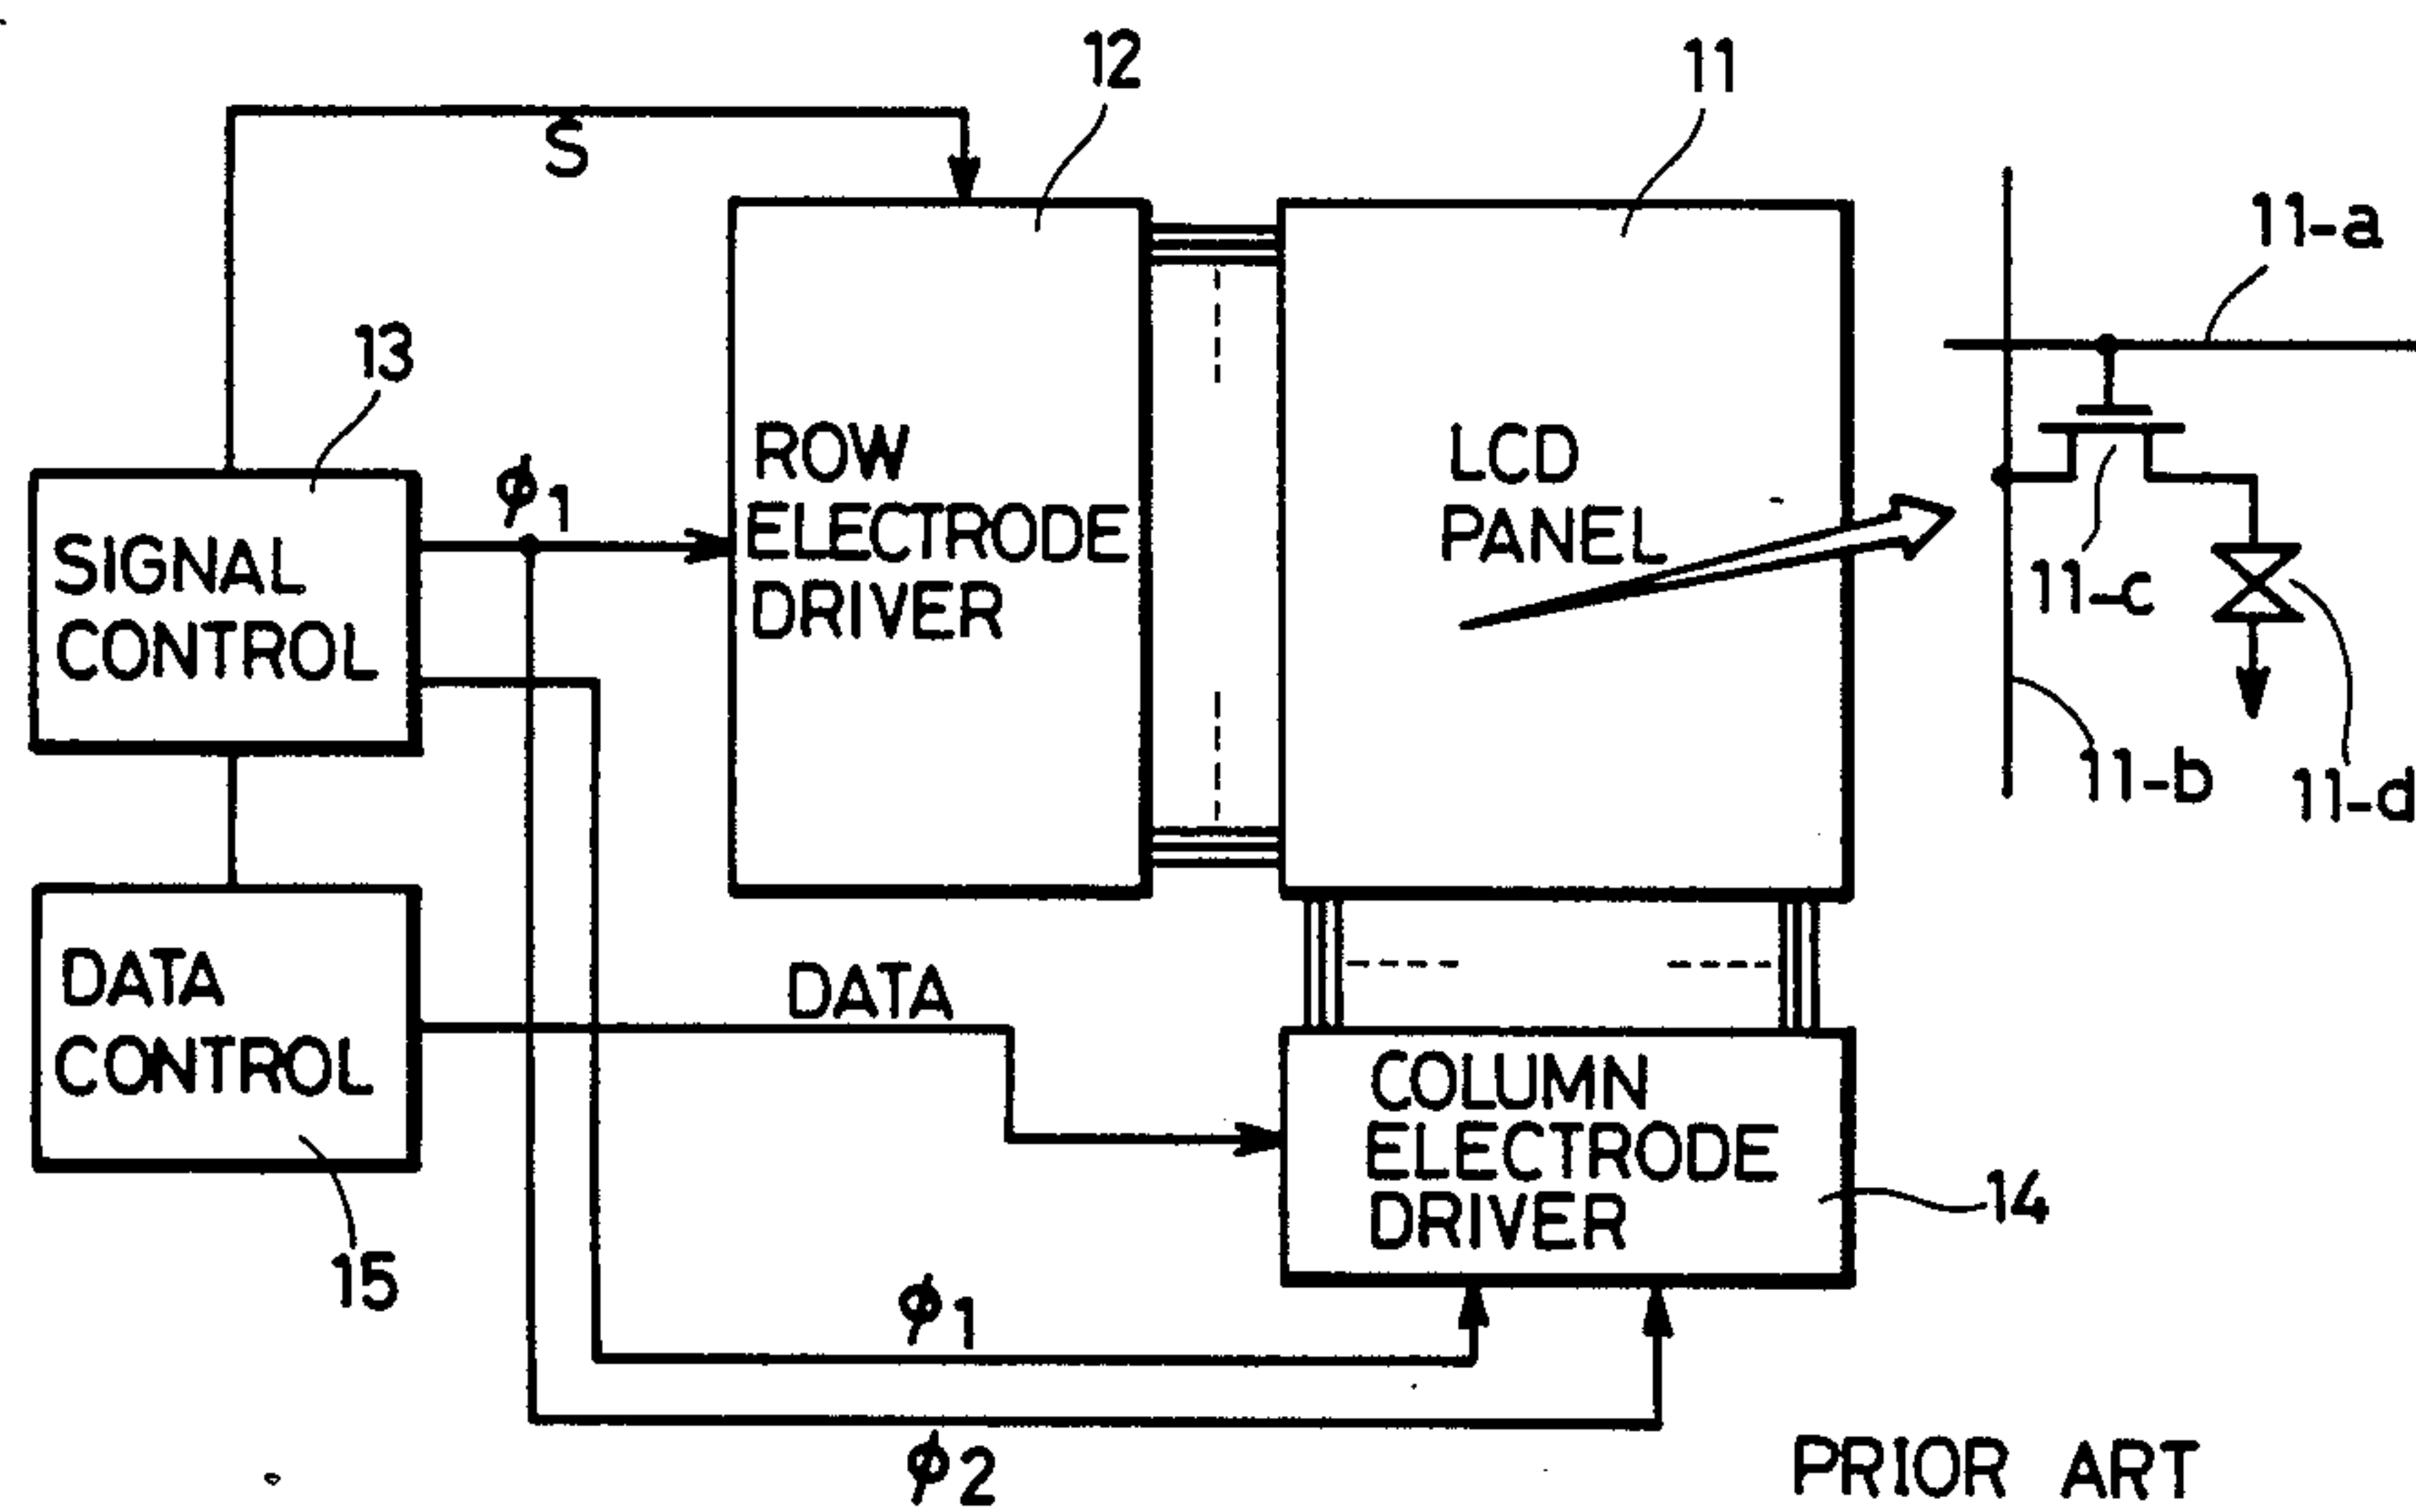 12
11
S
11-a
13
ϕ1
ROW
ELECTRODE
DRIVER
LCD
PANEL
SIGNAL
CONTROL
11-c
11-b
11-d
DATA
CONTROL
DATA
COLUMN
ELECTRODE
DRIVER
14
15
ϕ1
ϕ2
PRIOR ART